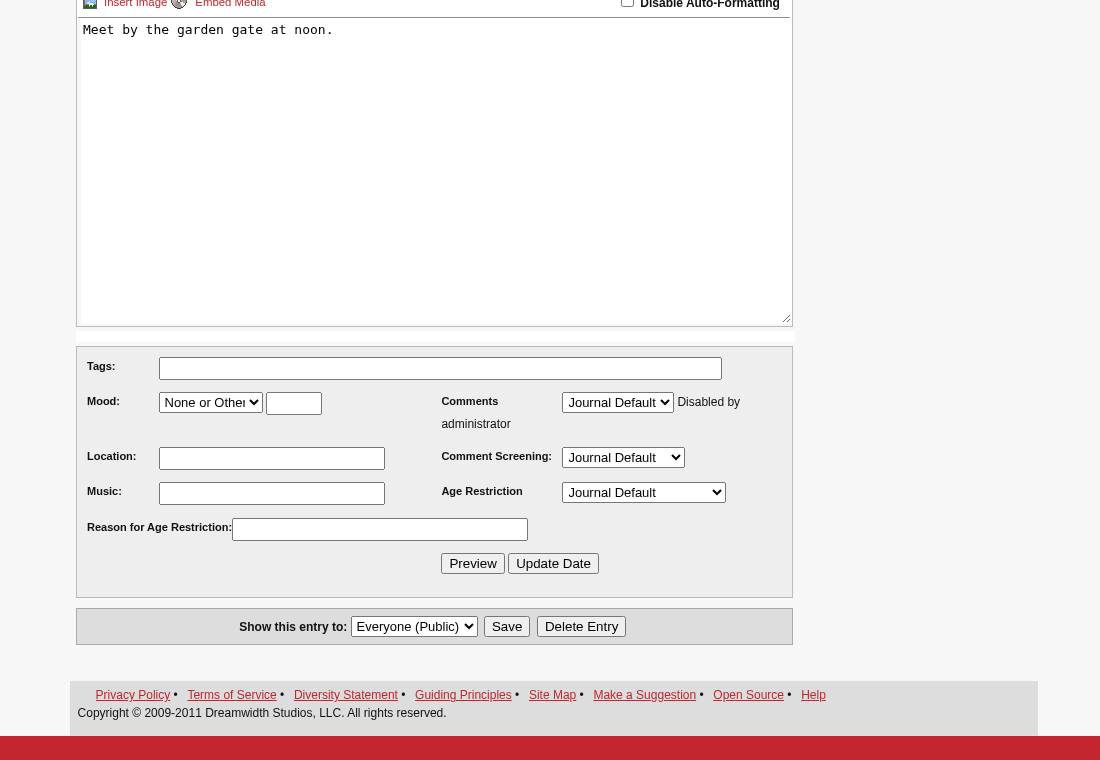 Insert Image Embed Media Disable Auto-Formatting
Meet by the garden gate at noon.
Tags:
Mood: None or Other Comments Journal Default Disabled by administrator
Location: Comment Screening: Journal Default
Music: Age Restriction Journal Default
Reason for Age Restriction:
Preview Update Date
Show this entry to: Everyone (Public) Save Delete Entry
Privacy Policy • Terms of Service • Diversity Statement • Guiding Principles • Site Map • Make a Suggestion • Open Source • Help
Copyright © 2009-2011 Dreamwidth Studios, LLC. All rights reserved.